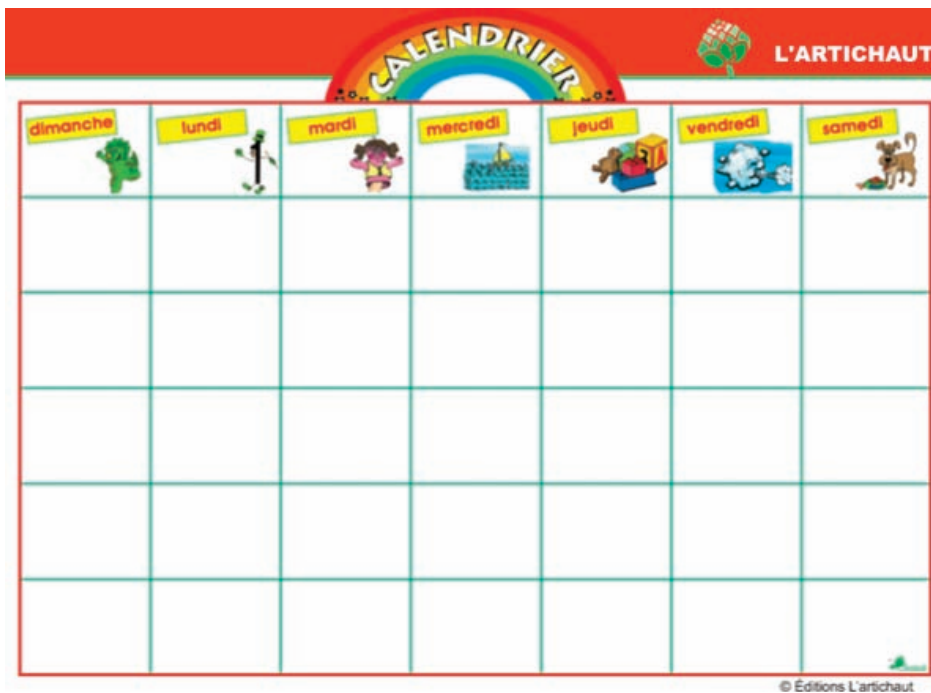 CALENDRIER
L'ARTICHAUT
dimanche
lundi
mardi
mercredi
jeudi
vendredi
samedi
© Éditions L'artichaut